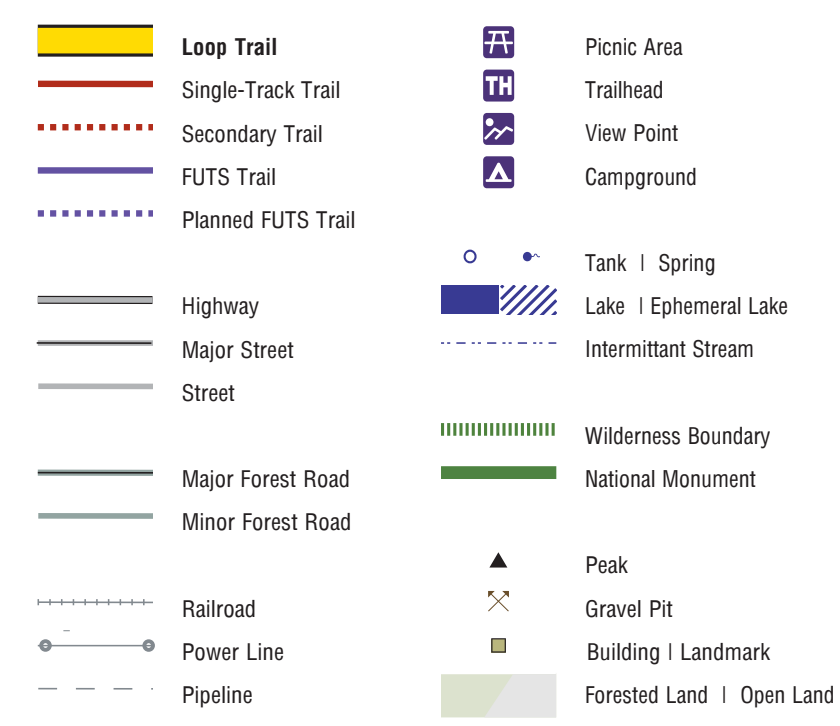 Loop Trail
Single-Track Trail
Secondary Trail
FUTS Trail
Planned FUTS Trail
Highway
Major Street
Street
Major Forest Road
Minor Forest Road
Railroad
Power Line
Pipeline
Picnic Area
TH
Trailhead
View Point
Campground
Tank | Spring
Lake | Ephemeral Lake
Intermittant Stream
Wilderness Boundary
National Monument
Peak
Gravel Pit
Building | Landmark
Forested Land | Open Land